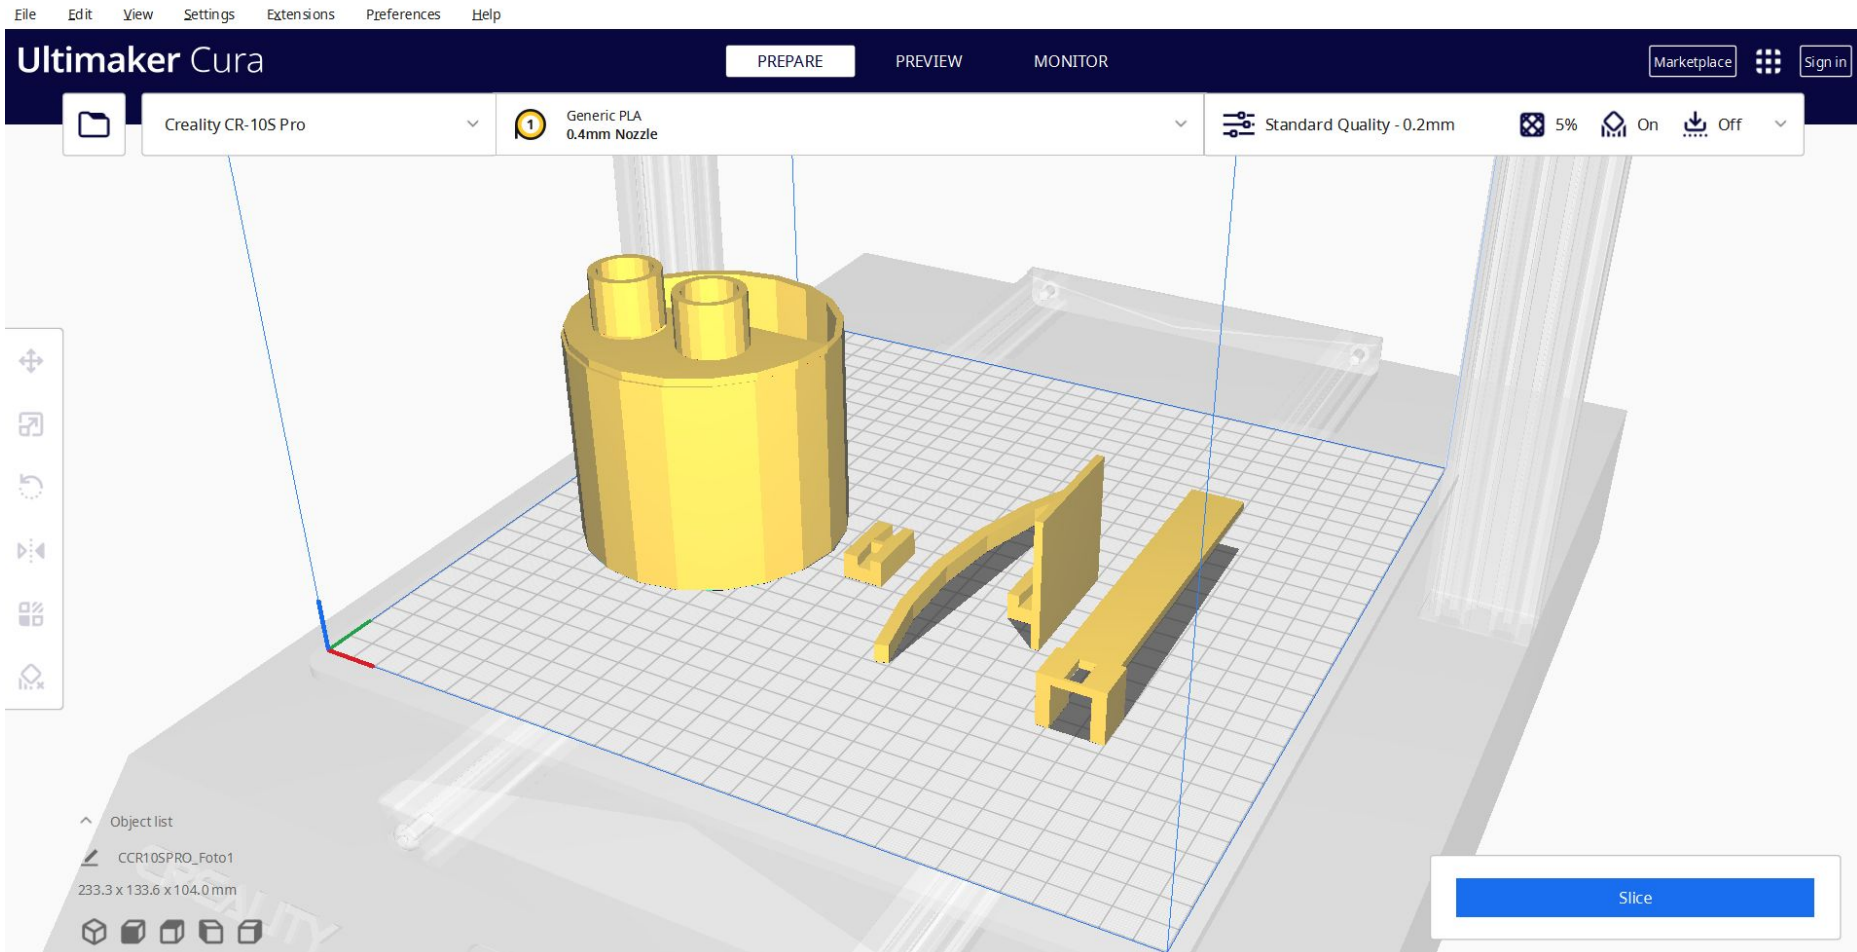 File Edit View Settings Extensions Preferences Help
Ultimaker Cura
PREPARE PREVIEW MONITOR
Marketplace Sign in
Creality CR-10S Pro
1
Generic PLA
0.4mm Nozzle
Standard Quality - 0.2mm 5% On Off
Object list
CCR10SPRO_Foto1
233.3 x 133.6 x 104.0 mm
CREALITY
Slice